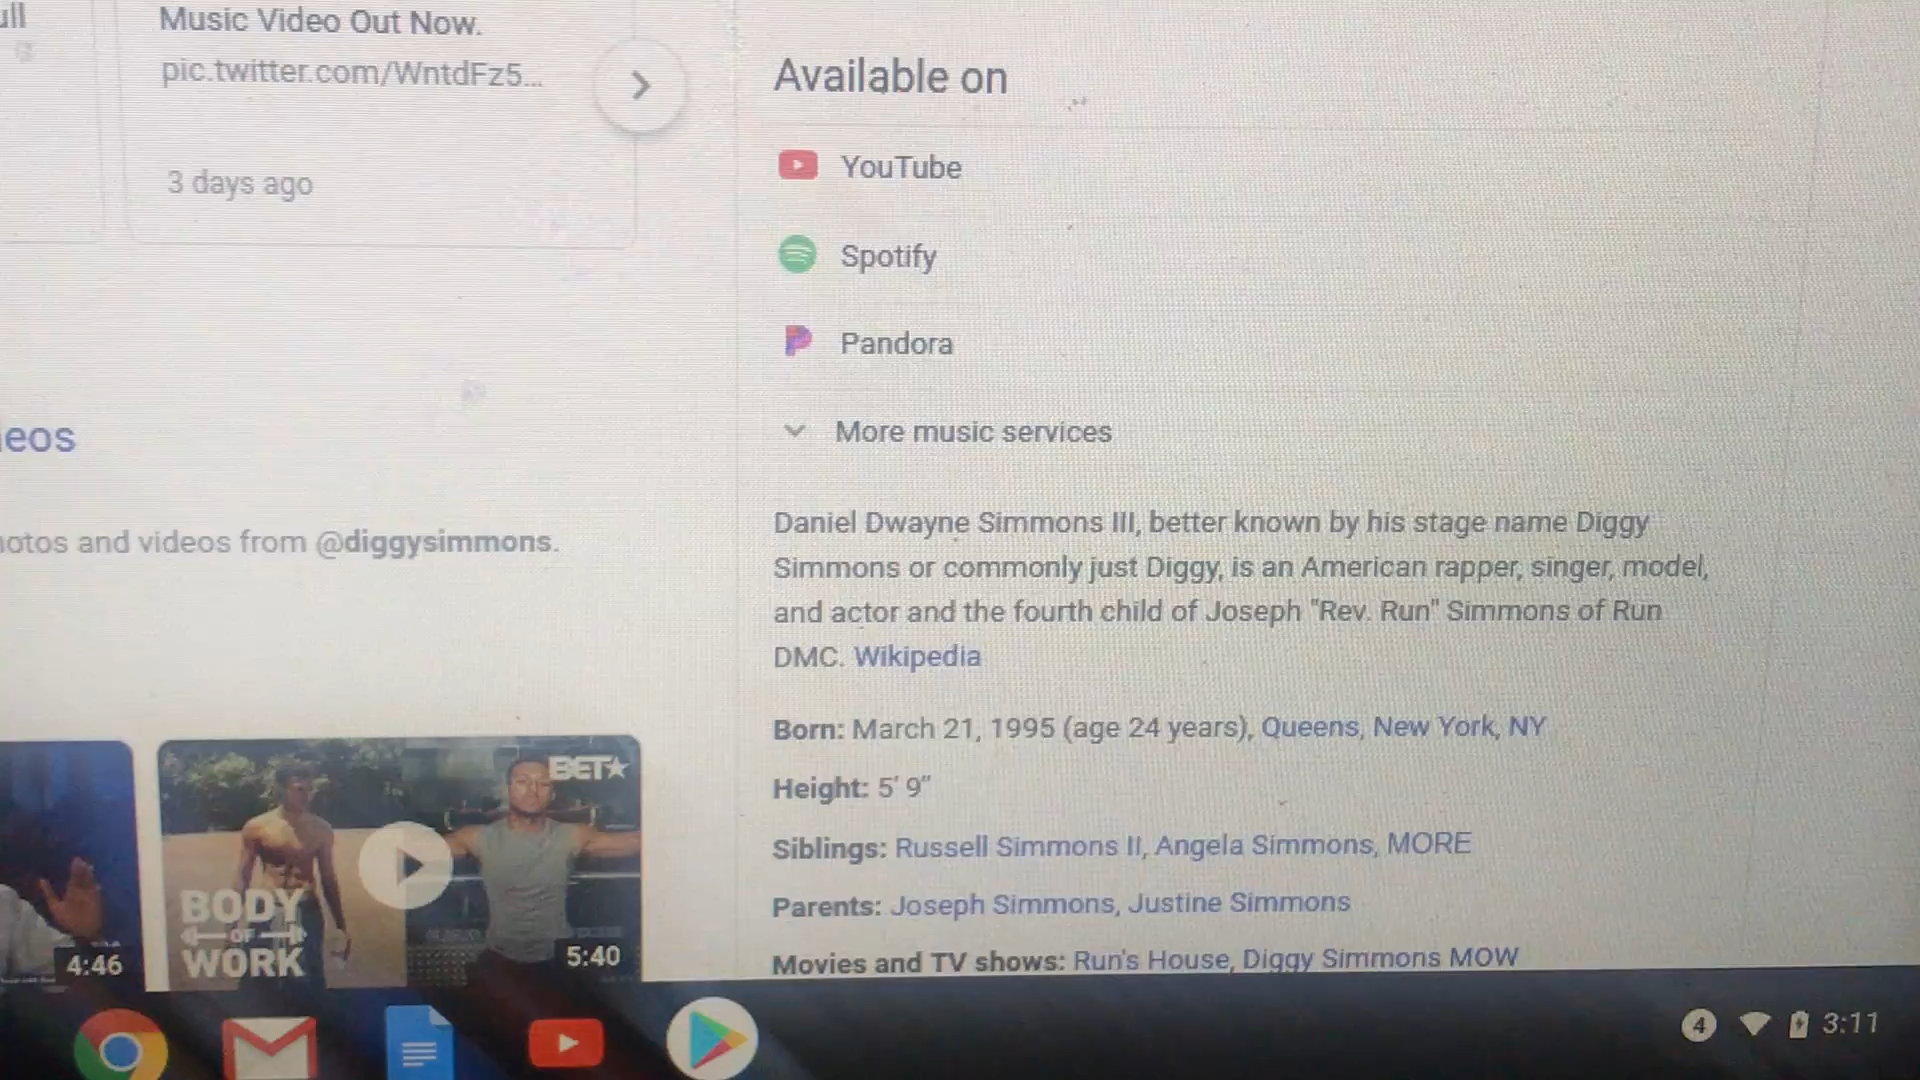 ull
Music Video Out Now.
pic.twitter.com/WntdFz5...
3 days ago
eos
hotos and videos from @diggysimmons.
4:46
BET
BODY
OF
WORK
5:40
Available on
YouTube
Spotify
Pandora
More music services
Daniel Dwayne Simmons III, better known by his stage name Diggy
Simmons or commonly just Diggy, is an American rapper, singer, model,
and actor and the fourth child of Joseph "Rev. Run" Simmons of Run
DMC. Wikipedia
Born: March 21, 1995 (age 24 years), Queens, New York, NY
Height: 5' 9"
Siblings: Russell Simmons II, Angela Simmons, MORE
Parents: Joseph Simmons, Justine Simmons
Movies and TV shows: Run's House, Diggy Simmons MOW
4
3:11